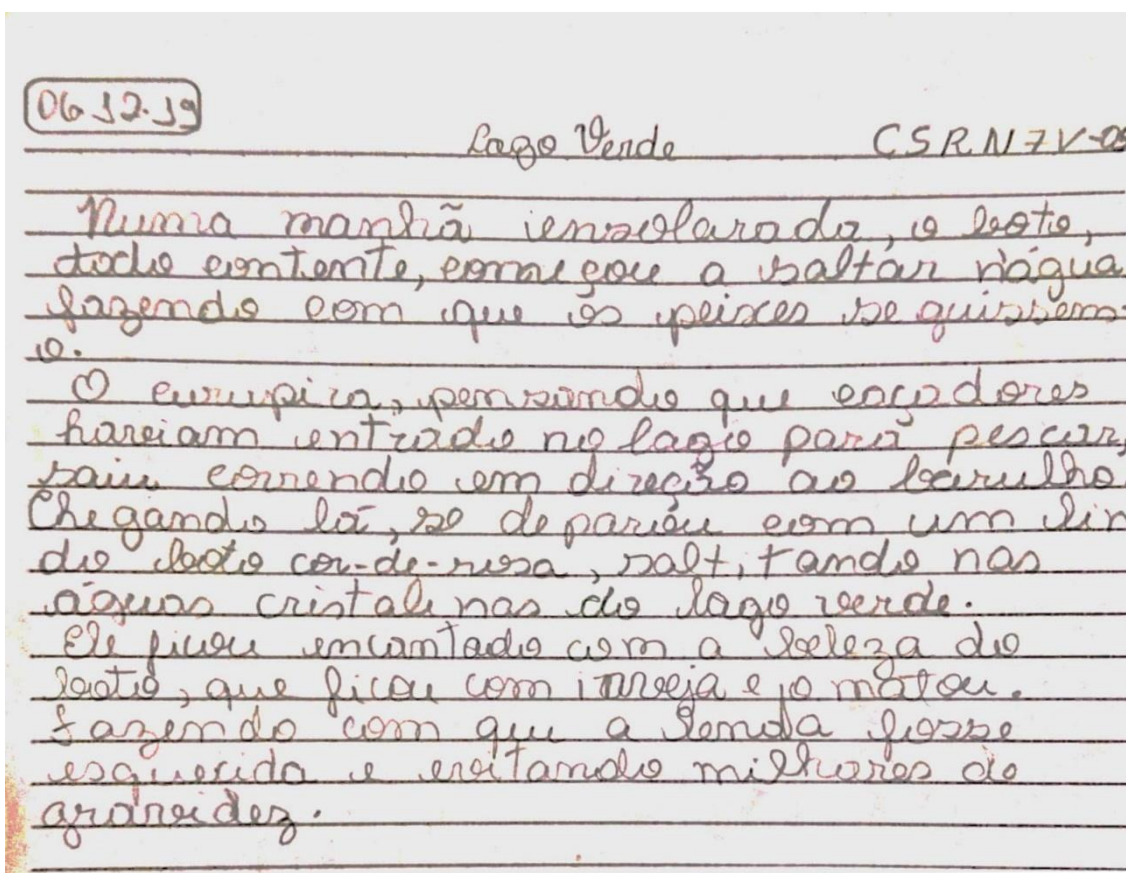 06.12.19
Lago Verde CSRN7V-05
Numa manhã ensolarada, o boto,
todo contente, começou a saltar n'água
fazendo com que os peixes se guissem-
o.
O curupira, pensando que caçadores
haviam entrado no lago para pescar,
saiu correndo em direção ao barulho.
Chegando lá, se deparou com um lin
do boto cor-de-rosa, saltitando nas
águas cristalinas do lago verde.
Ele ficou encantado com a beleza do
boto, que ficou com inveja e o matou.
Fazendo com que a lenda fosse
esquecida e evitando milhares de
gravidez.